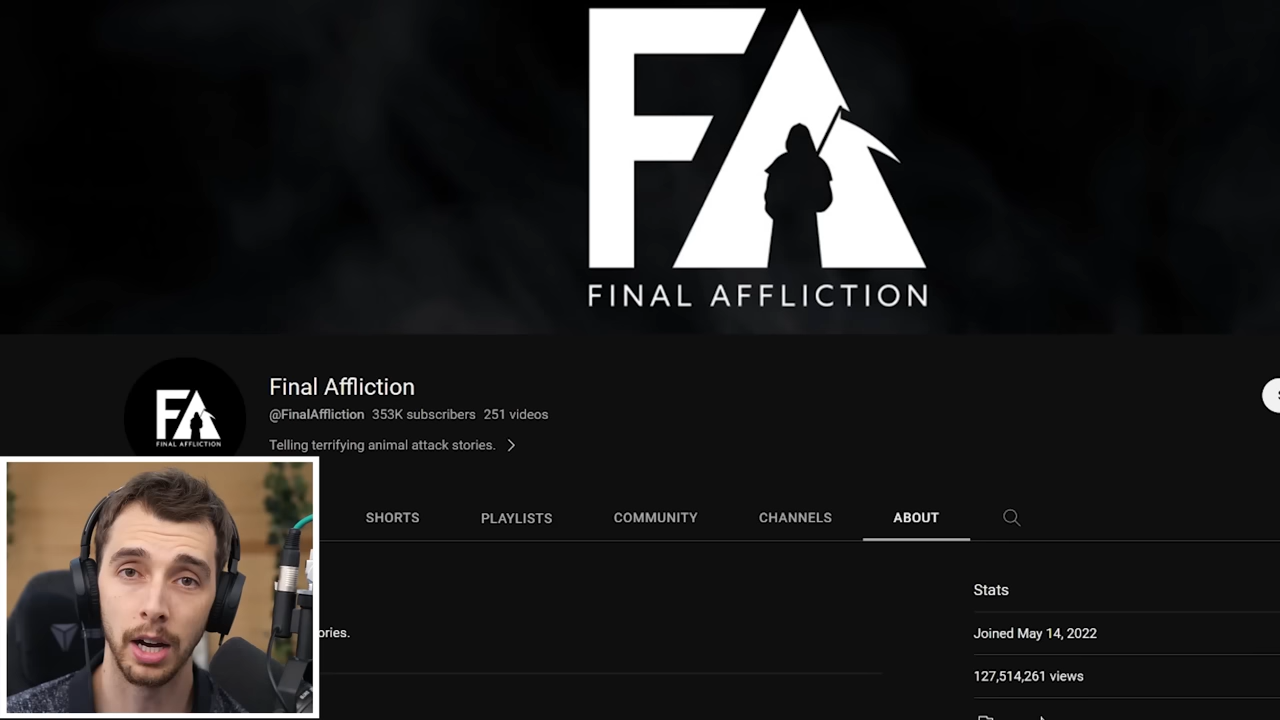 FA
FINAL AFFLICTION
FA
FINAL AFFLICTION
Final Affliction
@FinalAffliction 353K subscribers 251 videos
Telling terrifying animal attack stories.
SHORTS PLAYLISTS COMMUNITY CHANNELS ABOUT
Stats
ories.
Joined May 14, 2022
127,514,261 views